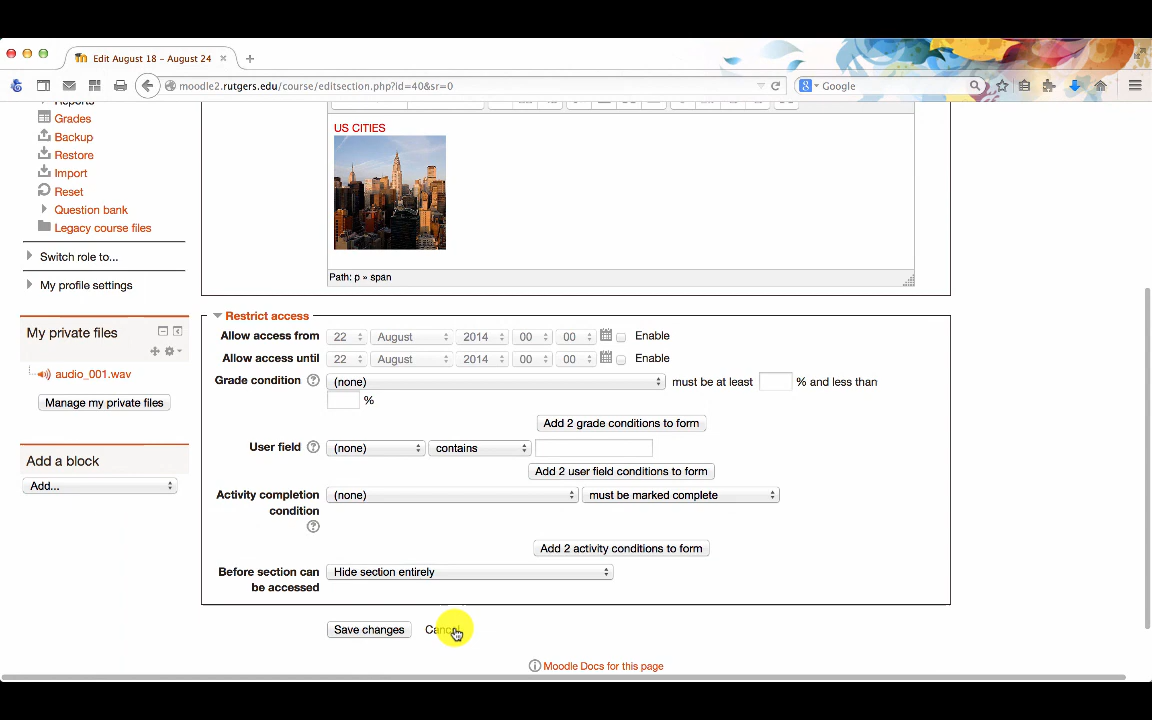 Edit August 18 – August 24
moodle2.rutgers.edu/course/editsection.php?id=40&sr=0
Google
Reports
Grades
Backup
Restore
Import
Reset
Question bank
Legacy course files
Switch role to...
My profile settings
My private files
audio_001.wav
Manage my private files
Add a block
Add...
US CITIES
Path: p » span
Restrict access
Allow access from 22 August 2014 00 00 Enable
Allow access until 22 August 2014 00 00 Enable
Grade condition (none) must be at least % and less than
%
Add 2 grade conditions to form
User field (none) contains
Add 2 user field conditions to form
Activity completion (none) must be marked complete
condition
Add 2 activity conditions to form
Before section can Hide section entirely
be accessed
Save changes Cancel
Moodle Docs for this page